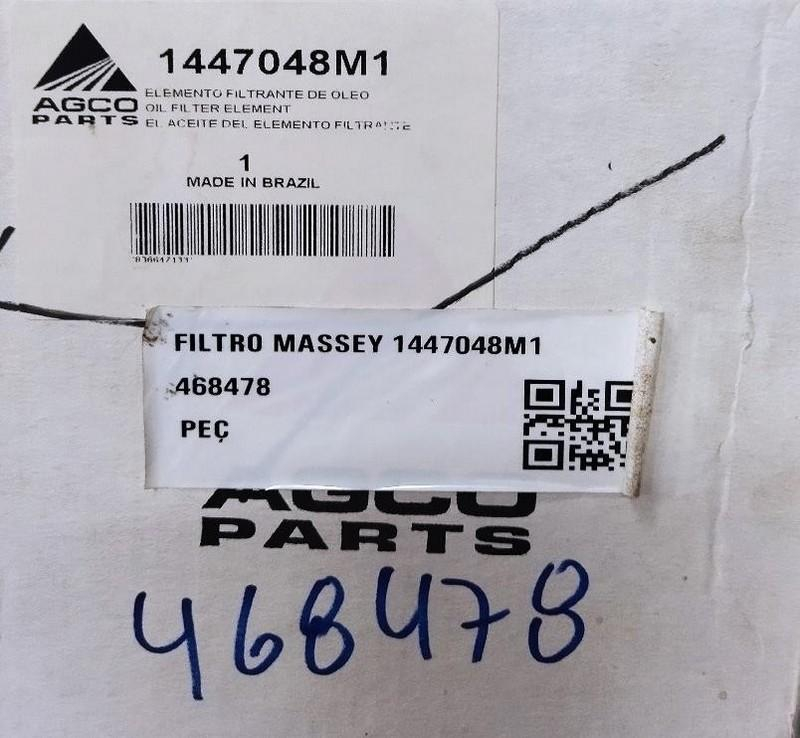 1447048M1
AGCO
PARTS
ELEMENTO FILTRANTE DE OLEO
OIL FILTER ELEMENT
EL ACEITE DEL ELEMENTO FILTRANTE
1
MADE IN BRAZIL
FILTRO MASSEY 1447048M1
468478
PEÇ
AGCO
PARTS
468478